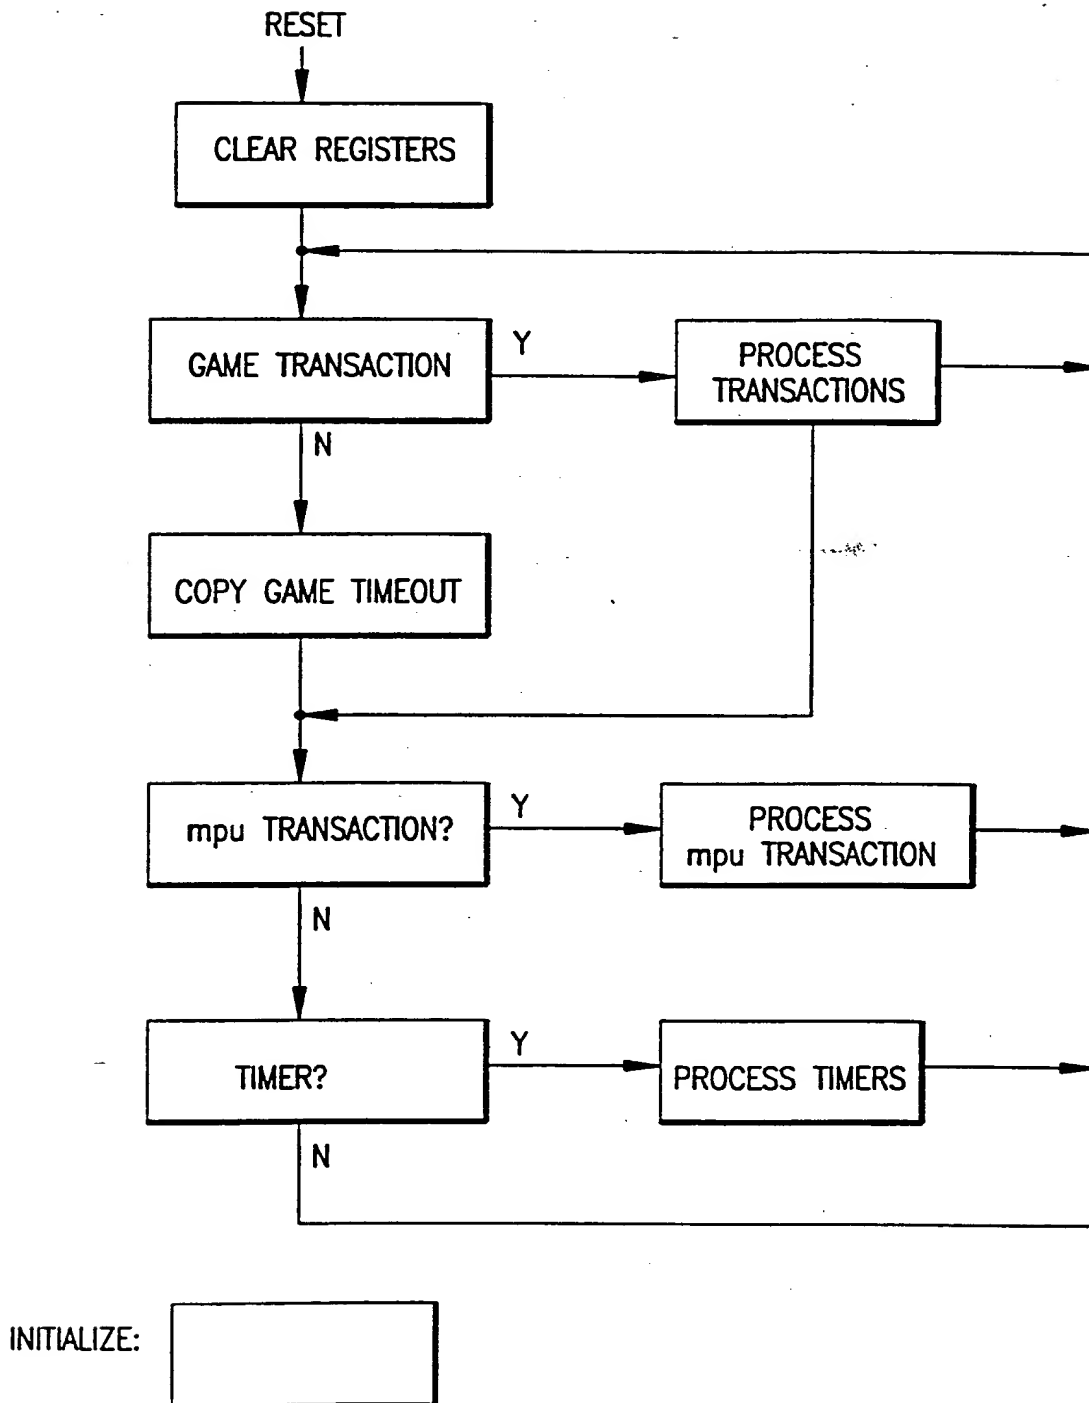 RESET
CLEAR REGISTERS
GAME TRANSACTION
Y
PROCESS
TRANSACTIONS
N
COPY GAME TIMEOUT
mpu TRANSACTION?
Y
PROCESS
mpu TRANSACTION
N
TIMER?
Y
PROCESS TIMERS
N
INITIALIZE: